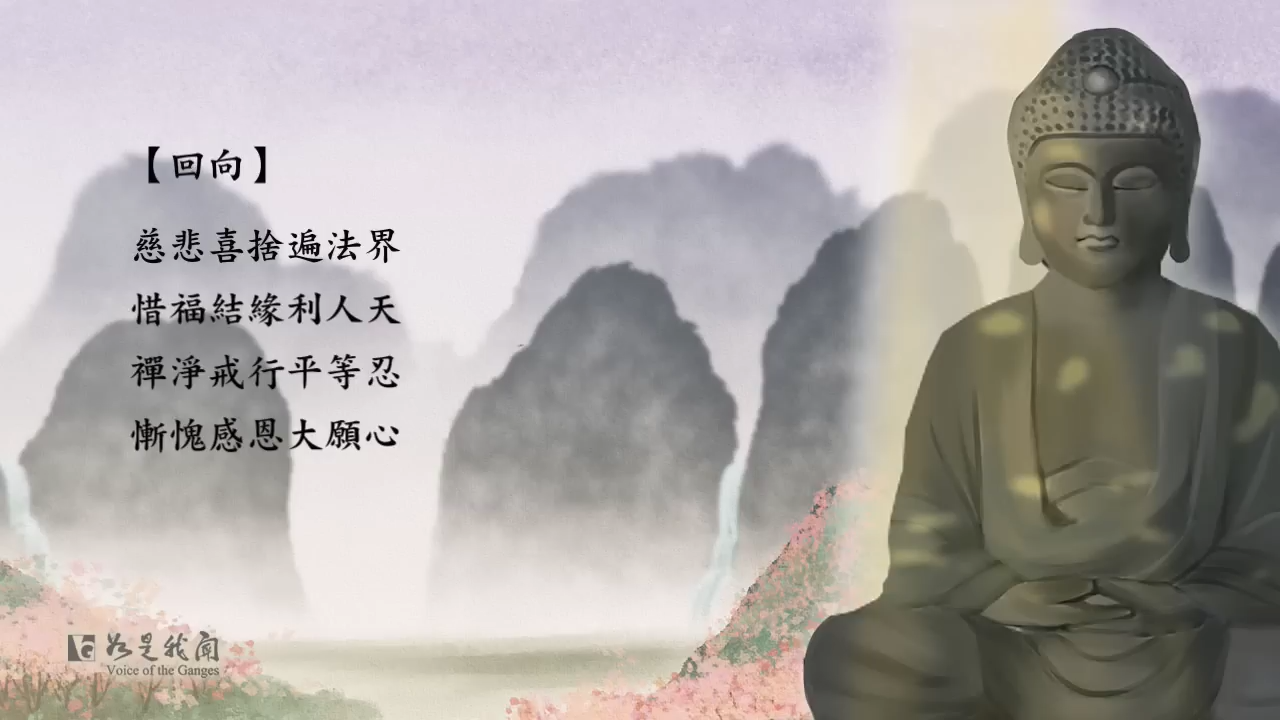 【回向】
慈悲喜捨遍法界
惜福結緣利人天
禪淨戒行平等忍
慚愧感恩大願心
如是我聞
Voice of the Ganges